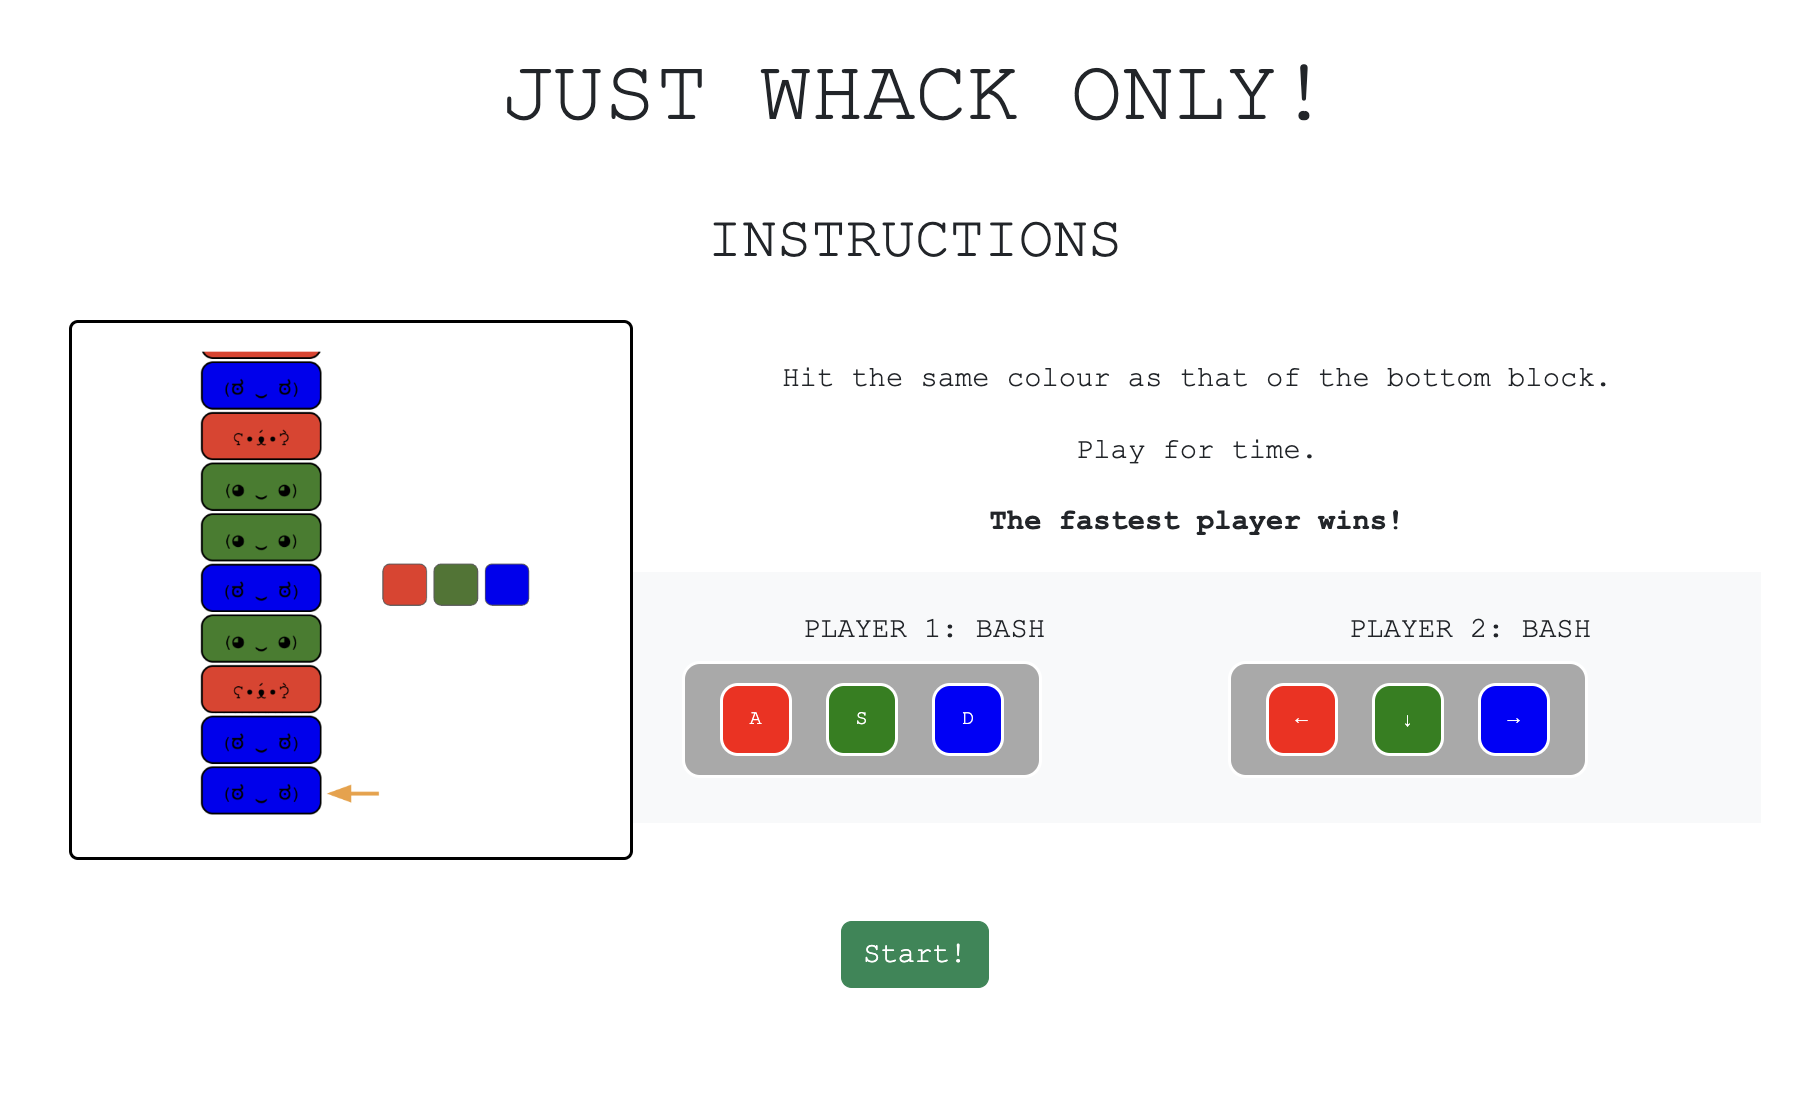 JUST WHACK ONLY!
INSTRUCTIONS
Hit the same colour as that of the bottom block.
Play for time.
The fastest player wins!
(ಠ ‿ ಠ)
ʕ•ᴥ•ʔ
(◕ ‿ ◕)
(◕ ‿ ◕)
(ಠ ‿ ಠ)
(◕ ‿ ◕)
ʕ•ᴥ•ʔ
(ಠ ‿ ಠ)
(ಠ ‿ ಠ)
PLAYER 1: BASH
A S D
PLAYER 2: BASH
← ↓ →
Start!